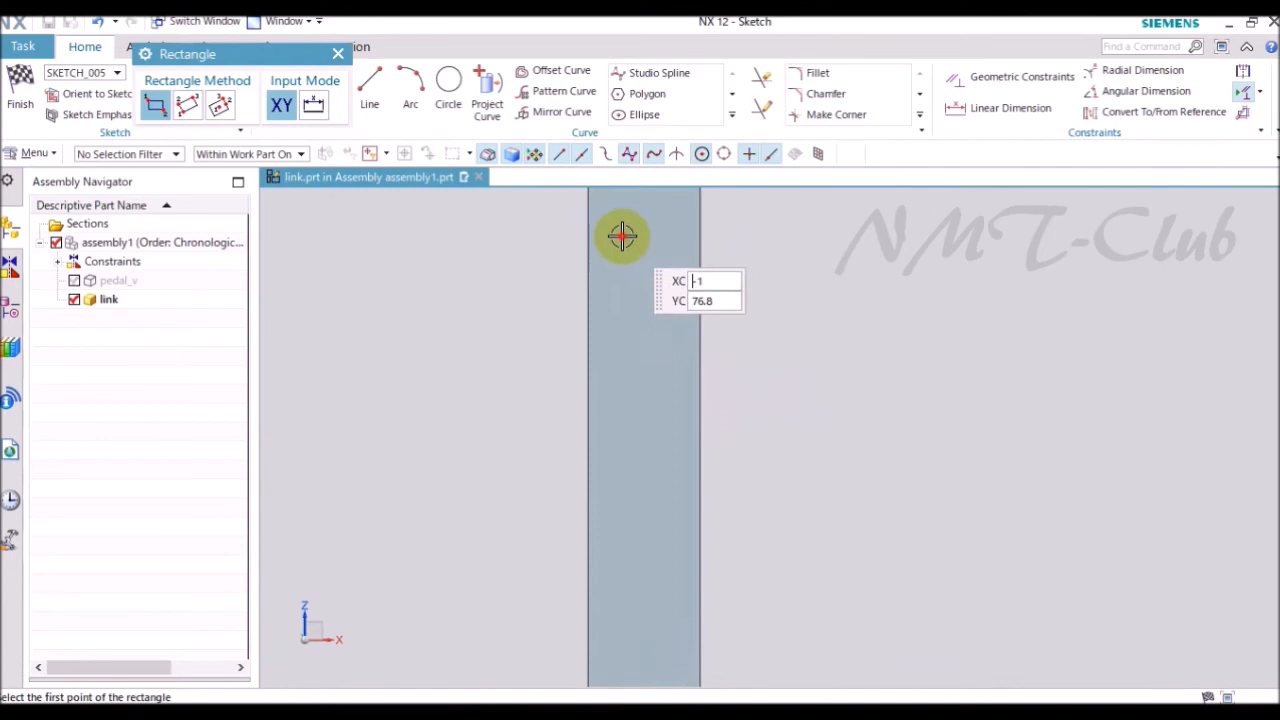 NX
Switch Window
Window
NX 12 - Sketch
SIEMENS
Task
Home
Rectangle
Find a Command
Finish
SKETCH_005
Orient to Sketc
Sketch Emphas
Sketch
Rectangle Method
Input Mode
XY
Line
Arc
Circle
Project
Curve
Offset Curve
Pattern Curve
Mirror Curve
Studio Spline
Polygon
Ellipse
Curve
Fillet
Chamfer
Make Corner
Geometric Constraints
Linear Dimension
Radial Dimension
Angular Dimension
Convert To/From Reference
Constraints
Menu
No Selection Filter
Within Work Part On
Assembly Navigator
link.prt in Assembly assembly1.prt
Descriptive Part Name
Sections
assembly1 (Order: Chronologic...
Constraints
pedal_v
link
NMT-Club
XC -1
YC 76.8
Z
X
elect the first point of the rectangle